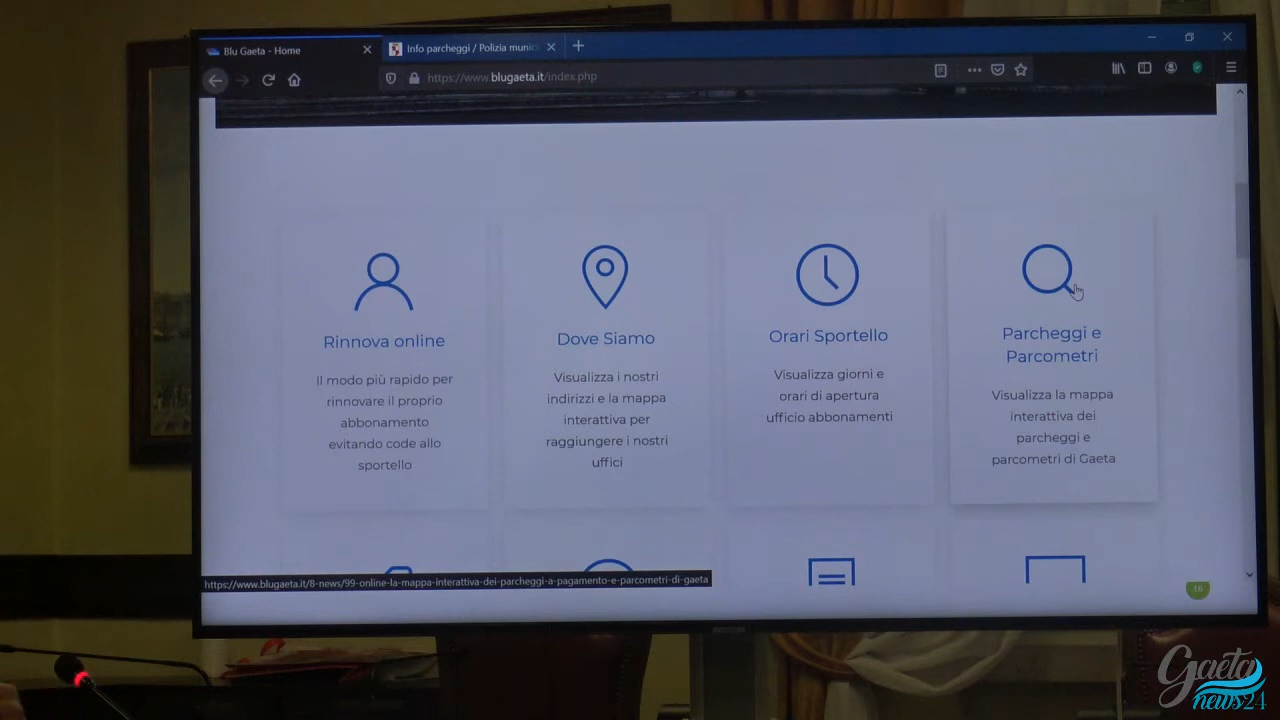 Blu Gaeta - Home
Info parcheggi / Polizia munic
https://www.blugaeta.it/index.php
Rinnova online
Il modo più rapido per
rinnovare il proprio
abbonamento
evitando code allo
sportello
Dove Siamo
Visualizza i nostri
indirizzi e la mappa
interattiva per
raggiungere i nostri
uffici
Orari Sportello
Visualizza giorni e
orari di apertura
ufficio abbonamenti
Parcheggi e
Parcometri
Visualizza la mappa
interattiva dei
parcheggi e
parcometri di Gaeta
https://www.blugaeta.it/8-news/99-online-la-mappa-interattiva-dei-parcheggi-a-pagamento-e-parcometri-di-gaeta
16
Gaeta
news24